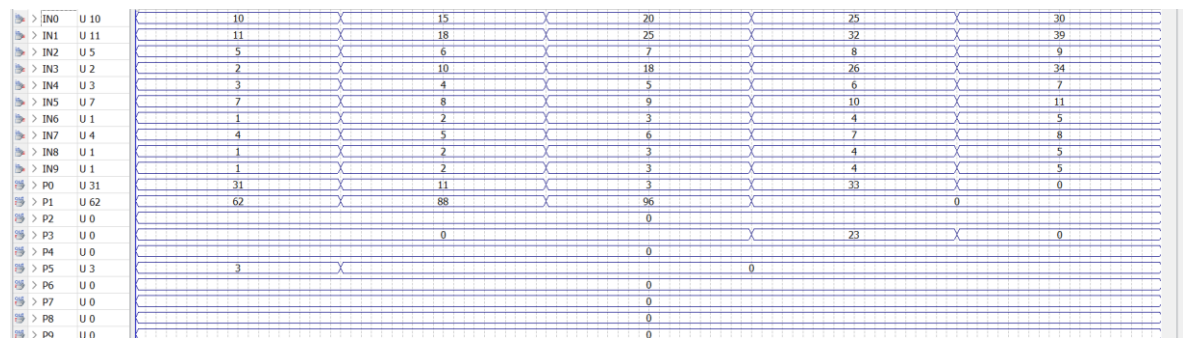 > IN0 U 10 10 15 20 25 30
> IN1 U 11 11 18 25 32 39
> IN2 U 5 5 6 7 8 9
> IN3 U 2 2 10 18 26 34
> IN4 U 3 3 4 5 6 7
> IN5 U 7 7 8 9 10 11
> IN6 U 1 1 2 3 4 5
> IN7 U 4 4 5 6 7 8
> IN8 U 1 1 2 3 4 5
> IN9 U 1 1 2 3 4 5
> P0 U 31 31 11 3 33 0
> P1 U 62 62 88 96 0
> P2 U 0 0
> P3 U 0 0 23 0
> P4 U 0 0
> P5 U 3 3 0
> P6 U 0 0
> P7 U 0 0
> P8 U 0 0
> P9 U 0 0